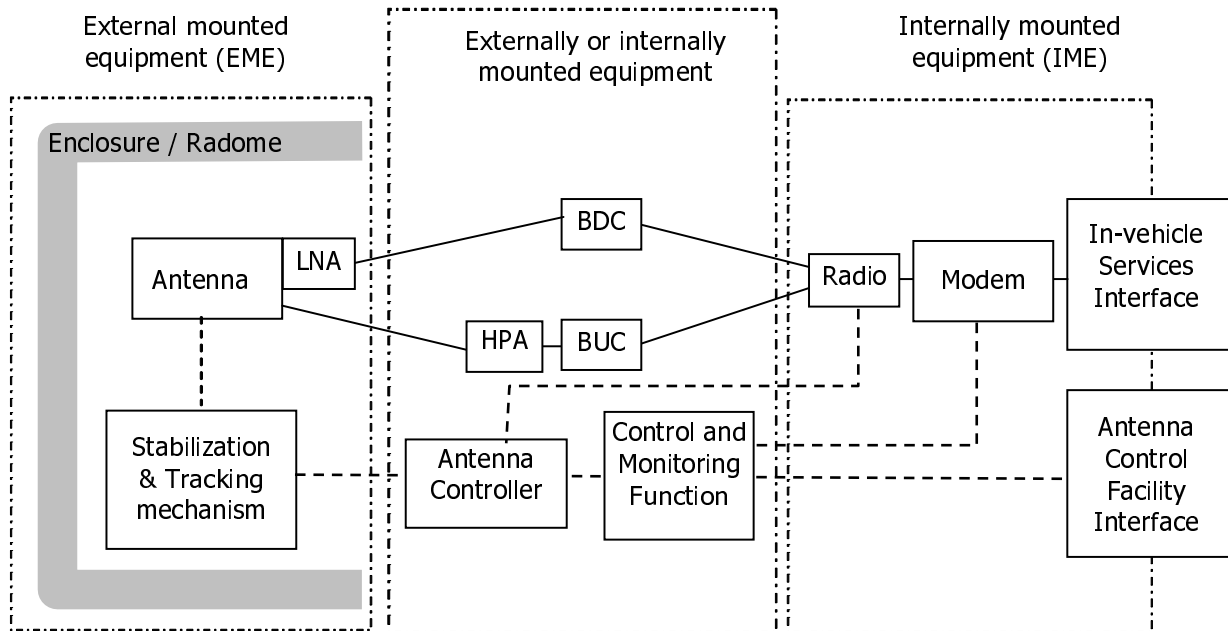 External mounted
equipment (EME)
Externally or internally
mounted equipment
Internally mounted
equipment (IME)
Enclosure / Radome
Antenna
LNA
BDC
HPA
BUC
Radio
Modem
In-vehicle
Services
Interface
Stabilization
& Tracking
mechanism
Antenna
Controller
Control and
Monitoring
Function
Antenna
Control
Facility
Interface